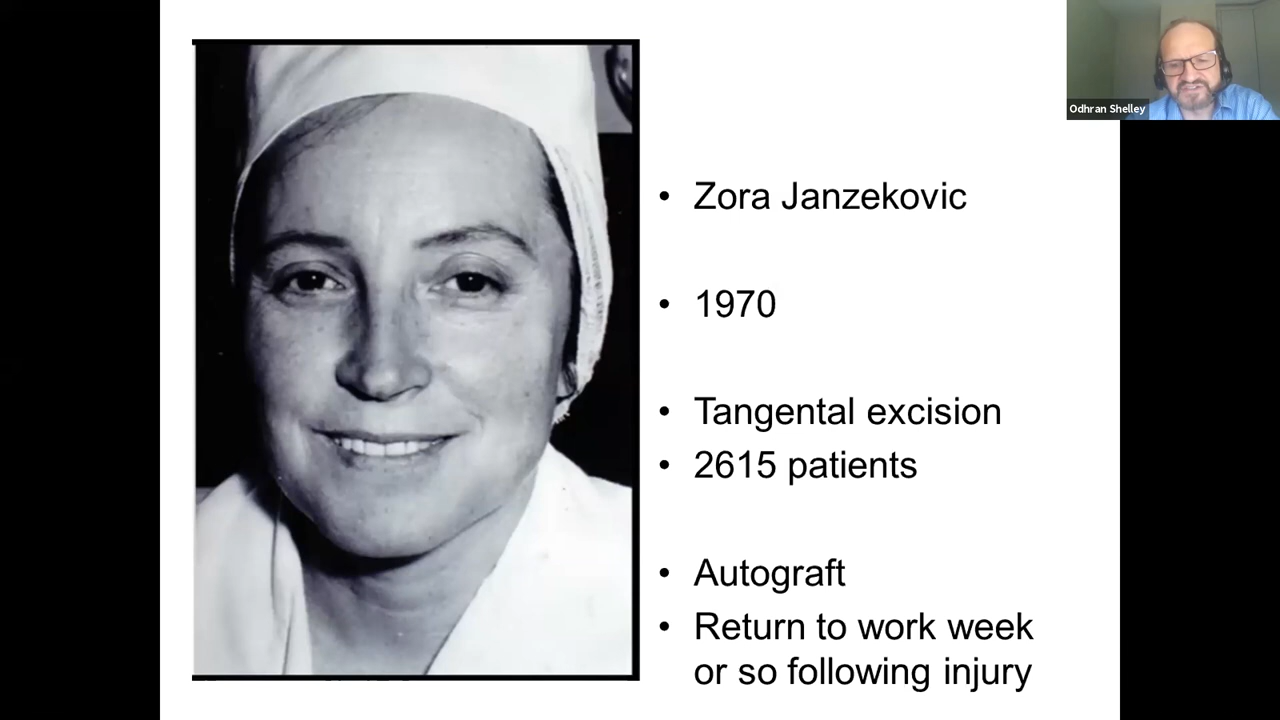 Odhran Shelley
• Zora Janzekovic
• 1970
• Tangental excision
• 2615 patients
• Autograft
• Return to work week
or so following injury